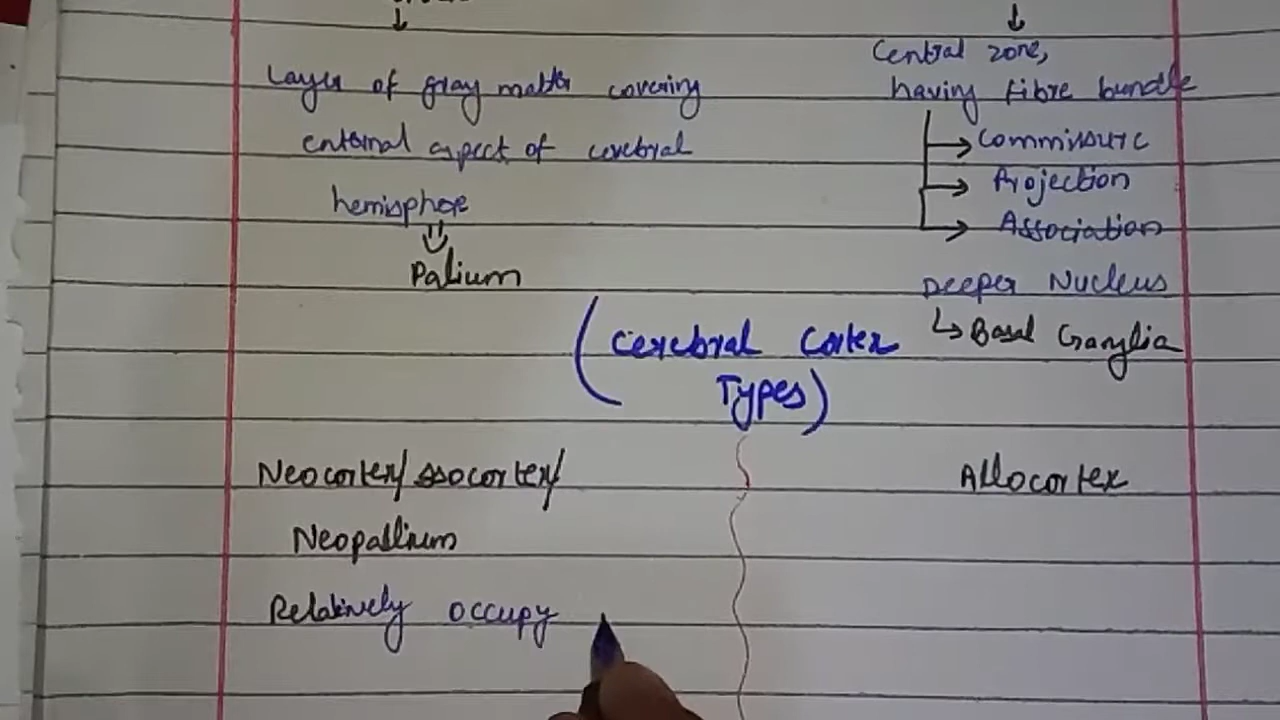 Layer of gray matter covering
external aspect of cerebral
hemisphere
Palium
Central zone,
having fibre bundle
Commissure
Projection
Association
Deeper Nucleus
Basal Ganglia
(Cerebral Cortex
Types)
Neocortex/Isocortex/
Neopallium
Relatively occupy
Allocortex